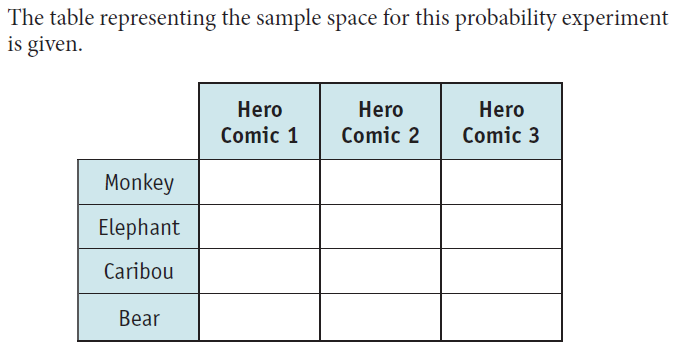 The table representing the sample space for this probability experiment
is given.
Hero Hero Hero
Comic 1 Comic 2 Comic 3
Monkey
Elephant
Caribou
Bear